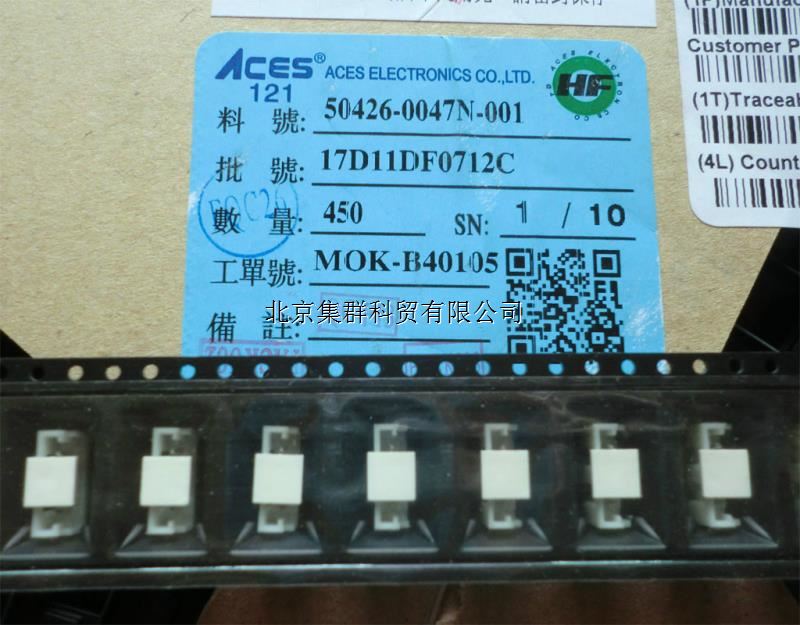 ACES® ACES ELECTRONICS CO.,LTD.
121
HF
料 號: 50426-0047N-001
批 號: 17D11DF0712C
數 量: 450 SN: 1 / 10
工單號: MOK-B40105
北京集群科贸有限公司
備 註:
Customer P
(1T)Traceab
(4L) Count